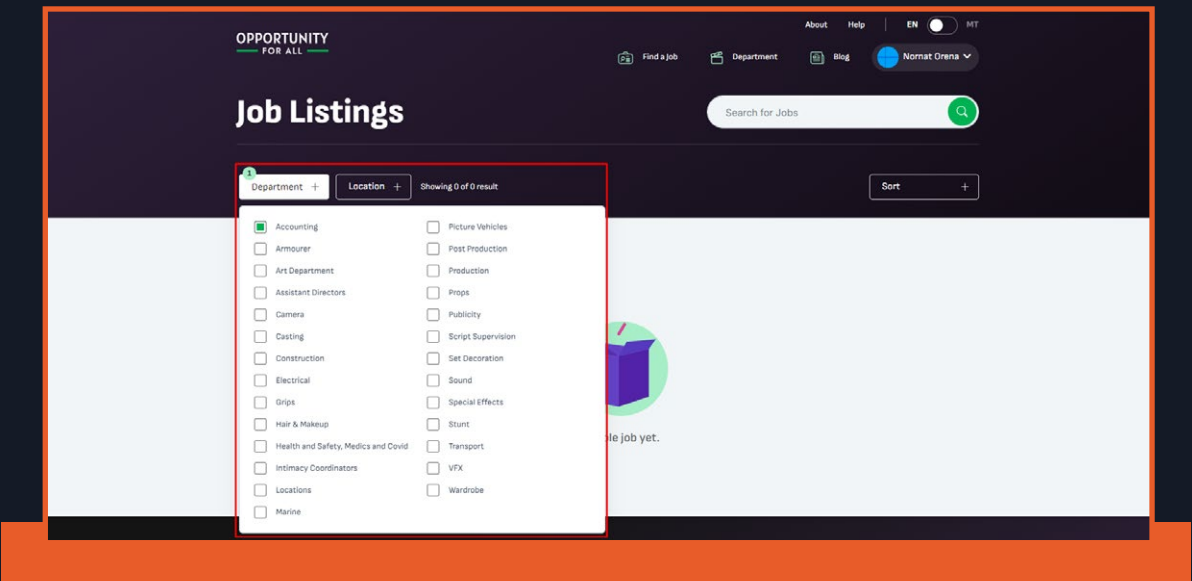 OPPORTUNITY
FOR ALL
About Help EN MT
Find a job Department Blog Nornat Orena
Job Listings
Search for Jobs
1
Department + Location + Showing 0 of 0 result
Sort +
Accounting Picture Vehicles
Armourer Post Production
Art Department Production
Assistant Directors Props
Camera Publicity
Casting Script Supervision
Construction Set Decoration
Electrical Sound
Grips Special Effects
Hair & Makeup Stunt
Health and Safety, Medics and Covid Transport
Intimacy Coordinators VFX
Locations Wardrobe
Marine
job yet.